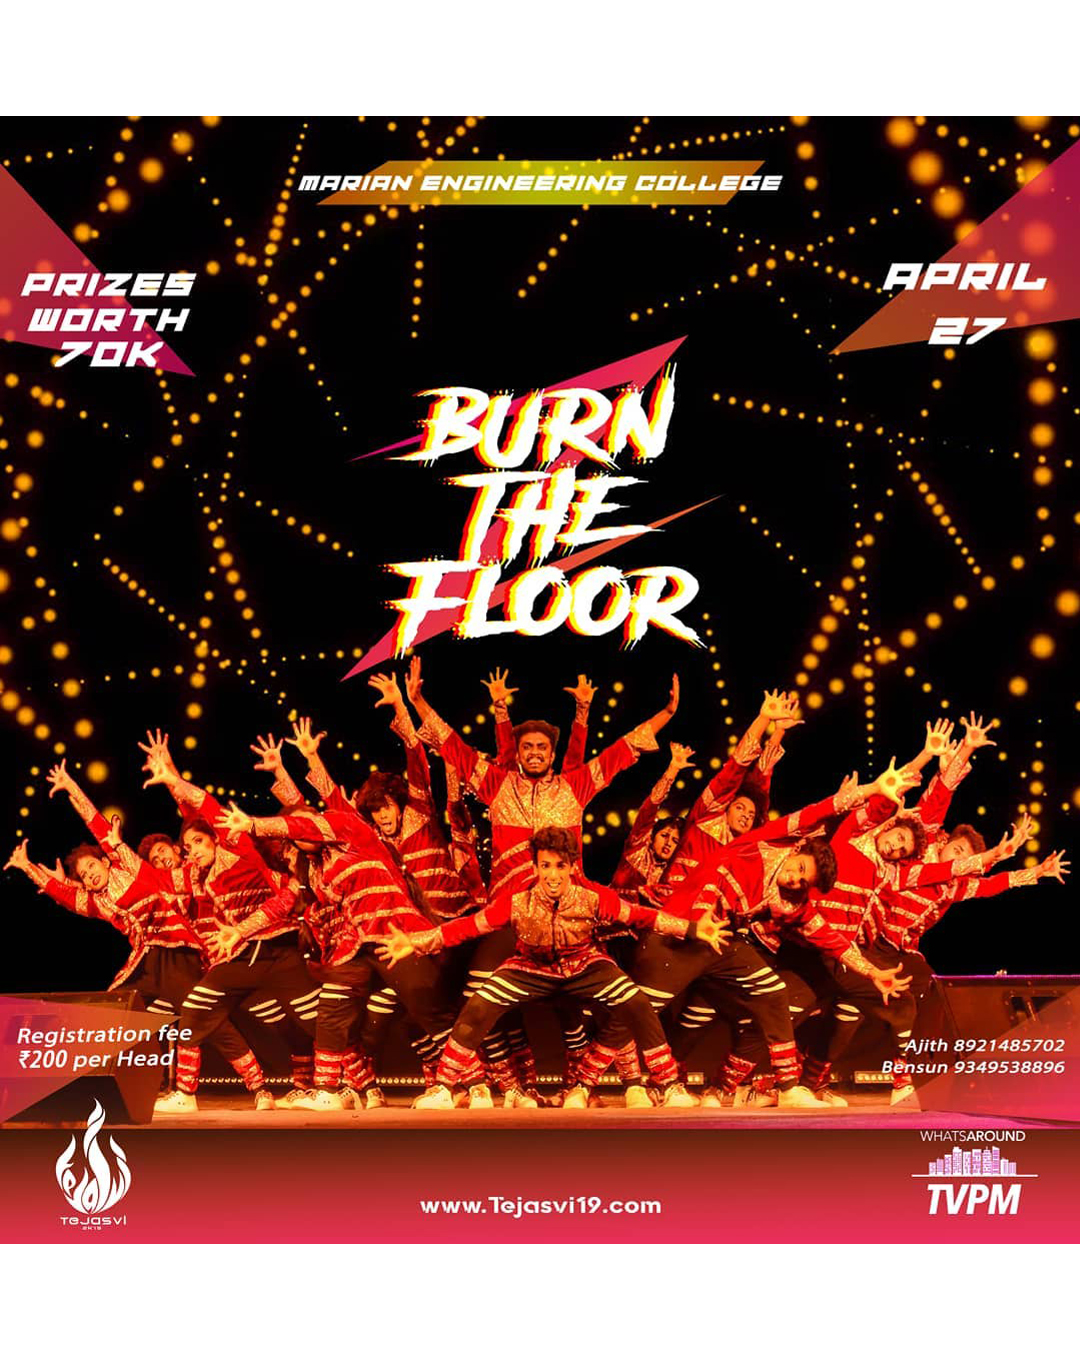 MARIAN ENGINEERING COLLEGE
PRIZES
WORTH
70K
APRIL
27
BURN
THE
FLOOR
Registration fee
₹200 per Head
Ajith 8921485702
Bensun 9349538896
TEJASVI
2K19
www.Tejasvi19.com
WHATSAROUND
TVPM